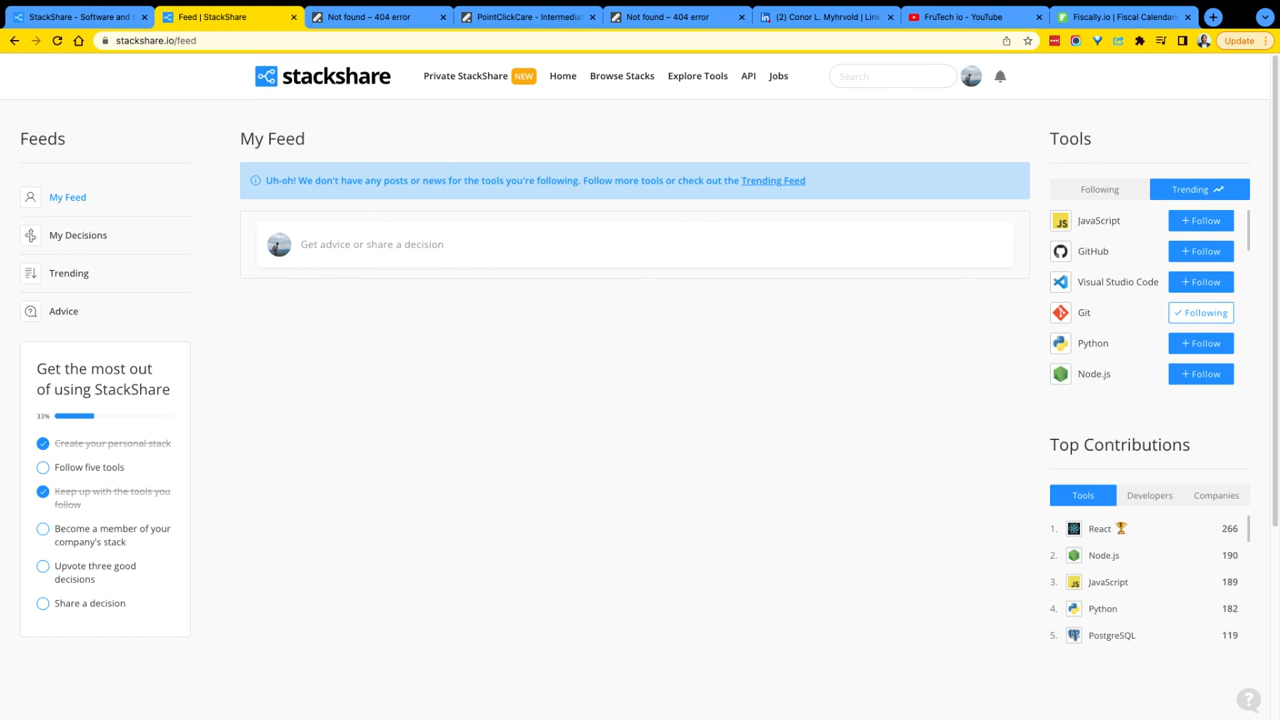 StackShare - Software and
Feed | StackShare
Not found – 404 error
PointClickCare - Intermedia
Not found – 404 error
(2) Conor L. Myhrvold | Link
FruTech io - YouTube
Fiscally.io | Fiscal Calendars
stackshare.io/feed
Update
stackshare
Private StackShare NEW
Home
Browse Stacks
Explore Tools
API
Jobs
Search
Feeds
My Feed
My Decisions
Trending
Advice
Get the most out
of using StackShare
33%
Create your personal stack
Follow five tools
Keep up with the tools you
follow
Become a member of your
company's stack
Upvote three good
decisions
Share a decision
My Feed
Uh-oh! We don't have any posts or news for the tools you're following. Follow more tools or check out the Trending Feed
Get advice or share a decision
Tools
Following Trending
JS JavaScript + Follow
GitHub + Follow
Visual Studio Code + Follow
Git ✓ Following
Python + Follow
Node.js + Follow
Top Contributions
Tools Developers Companies
1. React 266
2. Node.js 190
3. JS JavaScript 189
4. Python 182
5. PostgreSQL 119
?